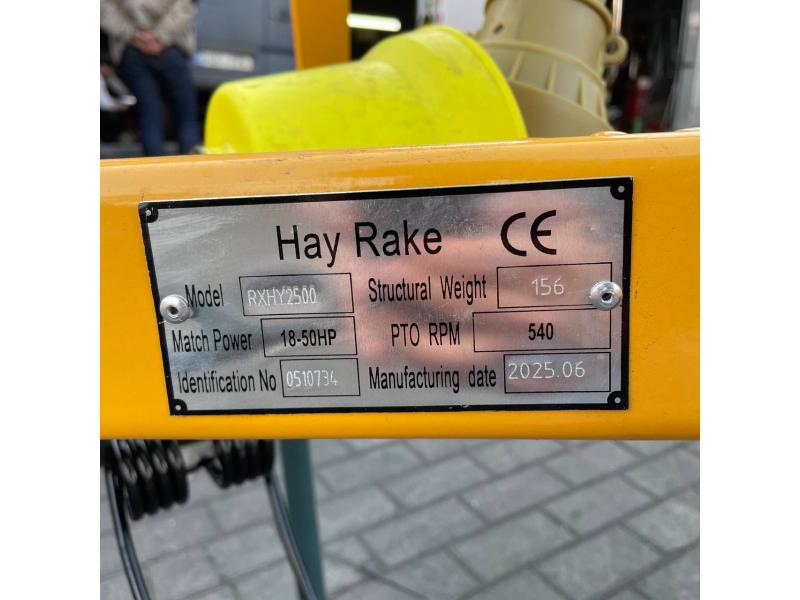 Hay Rake CE
Model RXHY2500 Structural Weight 156
Match Power 18-50HP PTO RPM 540
Identification No 0510734 Manufacturing date 2025.06